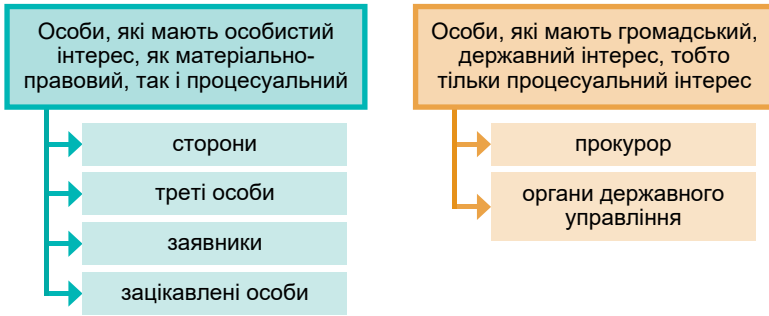 Особи, які мають особистий
інтерес, як матеріально-
правовий, так і процесуальний
сторони
треті особи
заявники
зацікавлені особи
Особи, які мають громадський,
державний інтерес, тобто
тільки процесуальний інтерес
прокурор
органи державного
управління